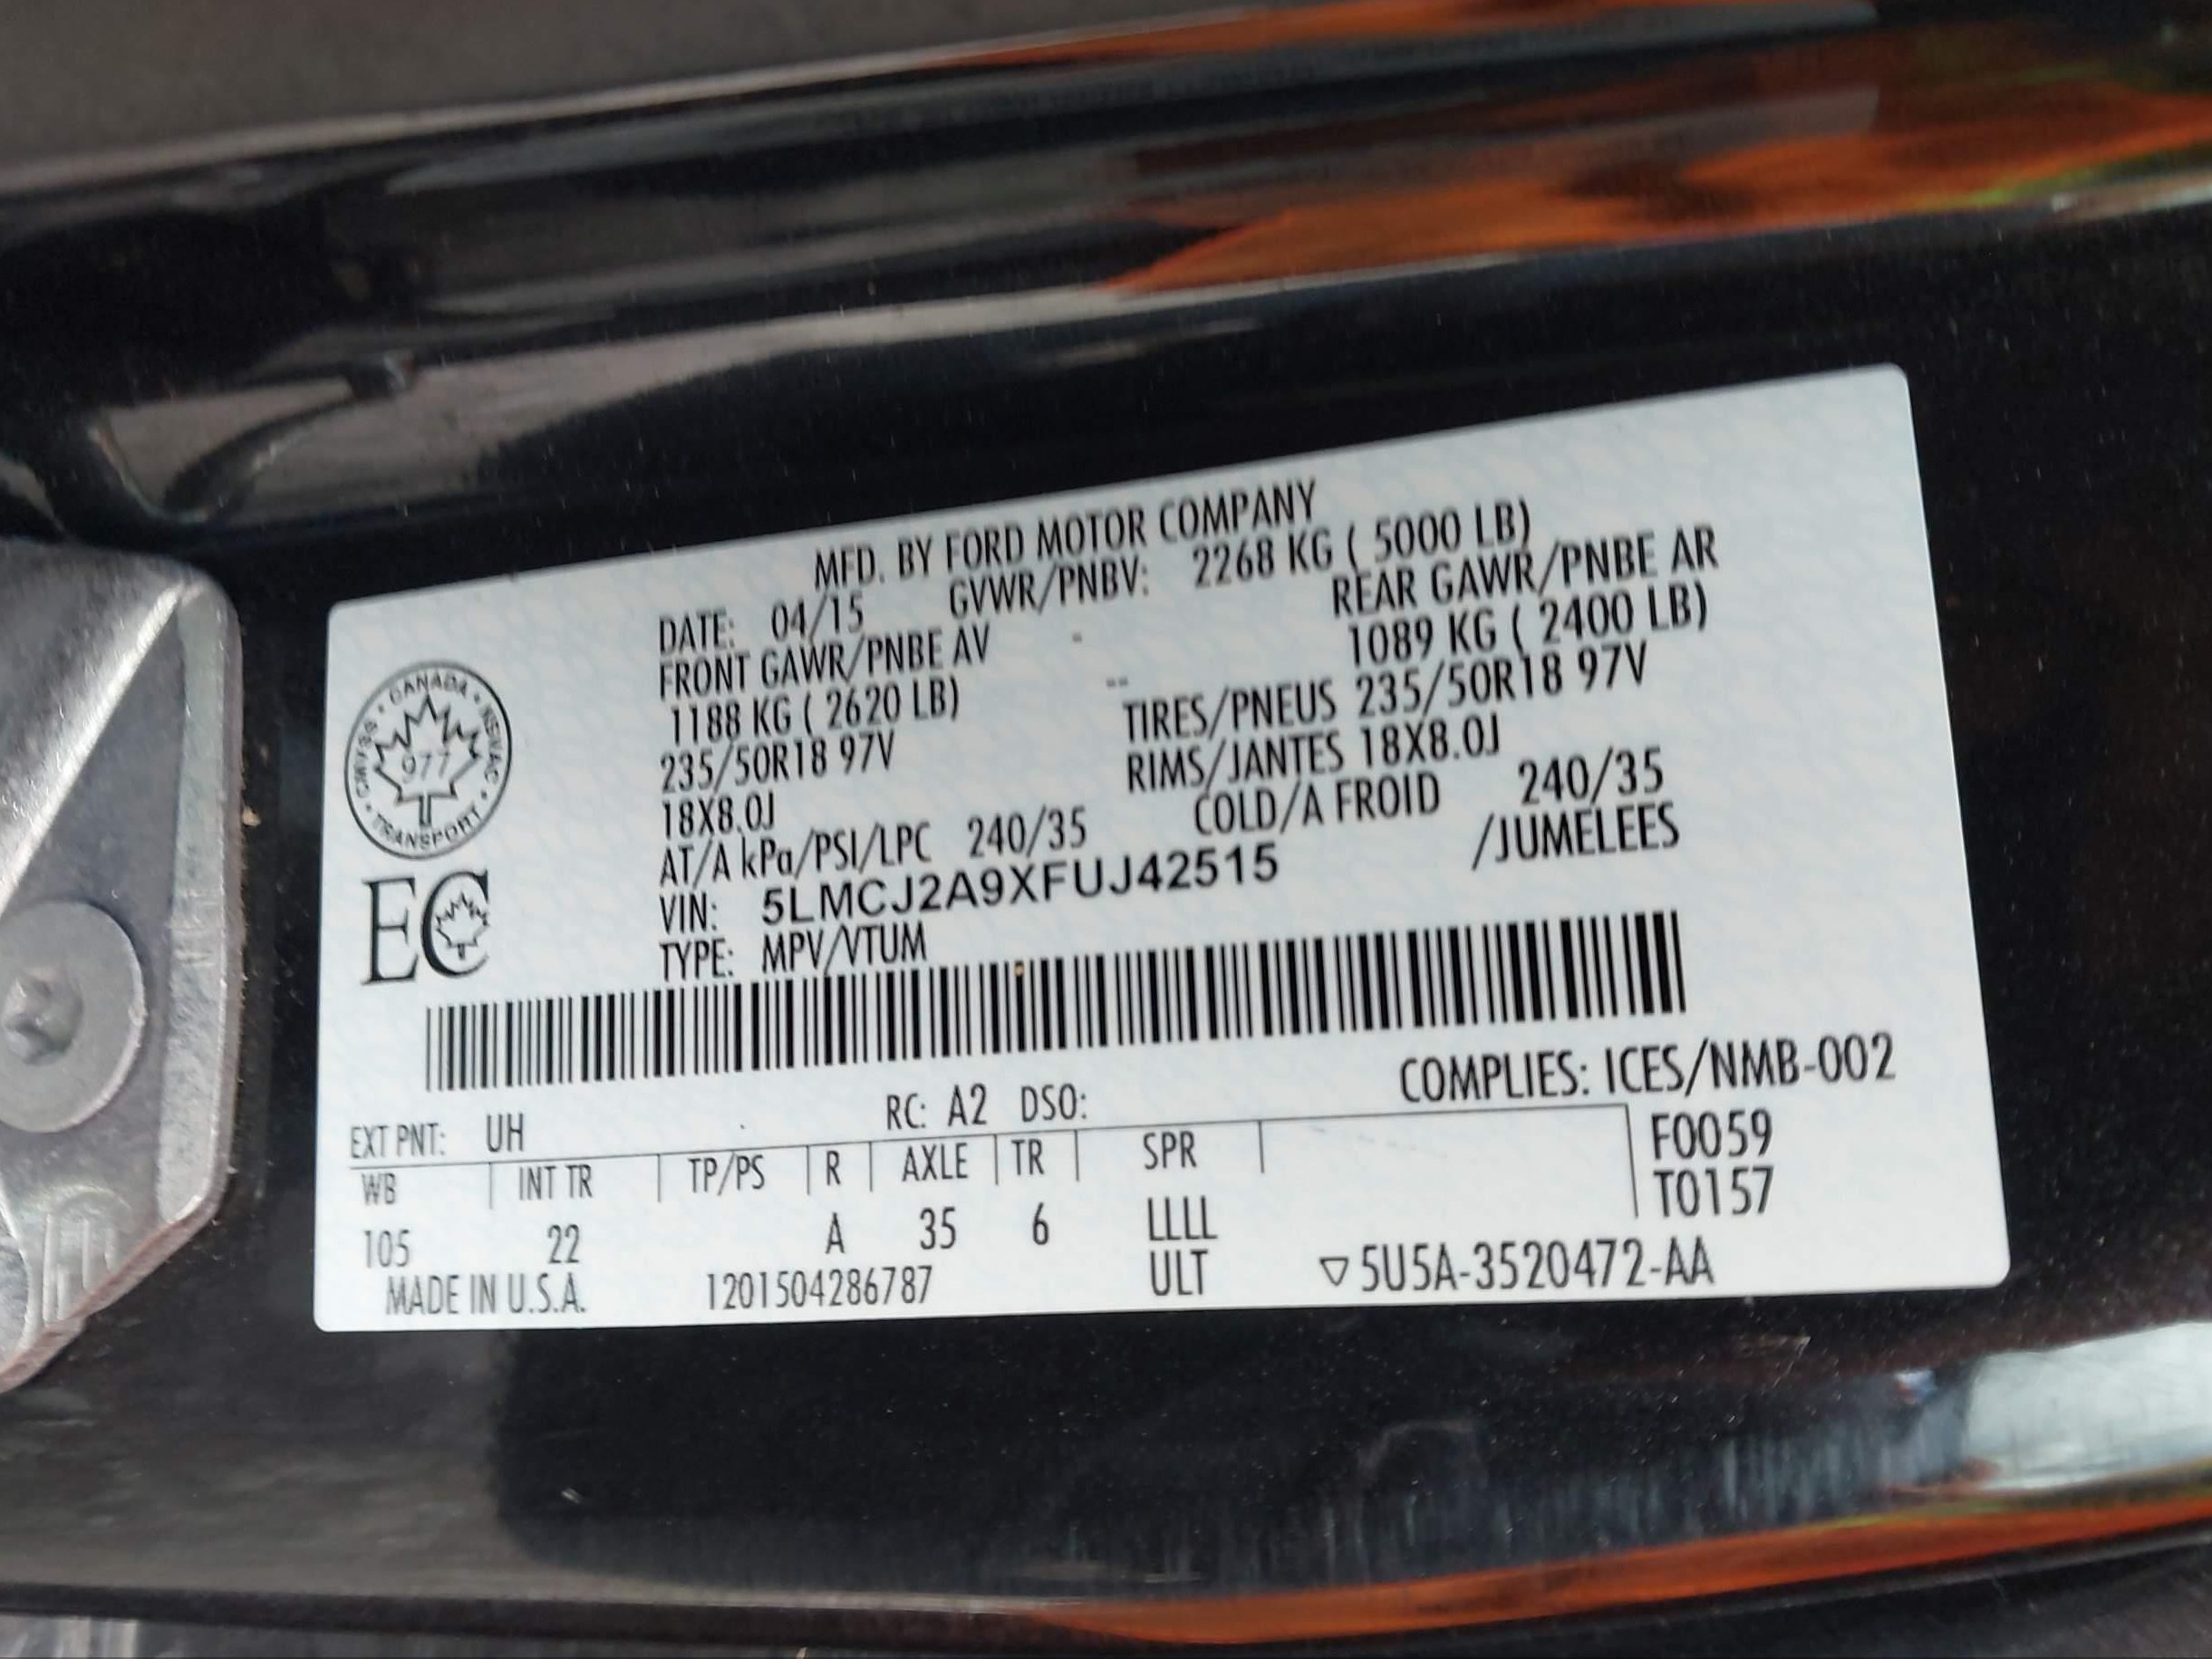 MFD. BY FORD MOTOR COMPANY
DATE: 04/15 GVWR/PNBV: 2268 KG ( 5000 LB)
FRONT GAWR/PNBE AV - REAR GAWR/PNBE AR
1188 KG ( 2620 LB) -- 1089 KG ( 2400 LB)
235/50R18 97V TIRES/PNEUS 235/50R18 97V
18X8.0J RIMS/JANTES 18X8.0J
AT/A kPa/PSI/LPC 240/35 COLD/A FROID 240/35
VIN: 5LMCJ2A9XFUJ42515 /JUMELEES
TYPE: MPV/VTUM
CANADA
TRANSPORT
EC
COMPLIES: ICES/NMB-002
EXT PNT: UH RC: A2 DSO:
WB INT TR TP/PS R AXLE TR SPR F0059
T0157
105 22 A 35 6 LLLL
MADE IN U.S.A. 1201504286787 ULT ▽5U5A-3520472-AA